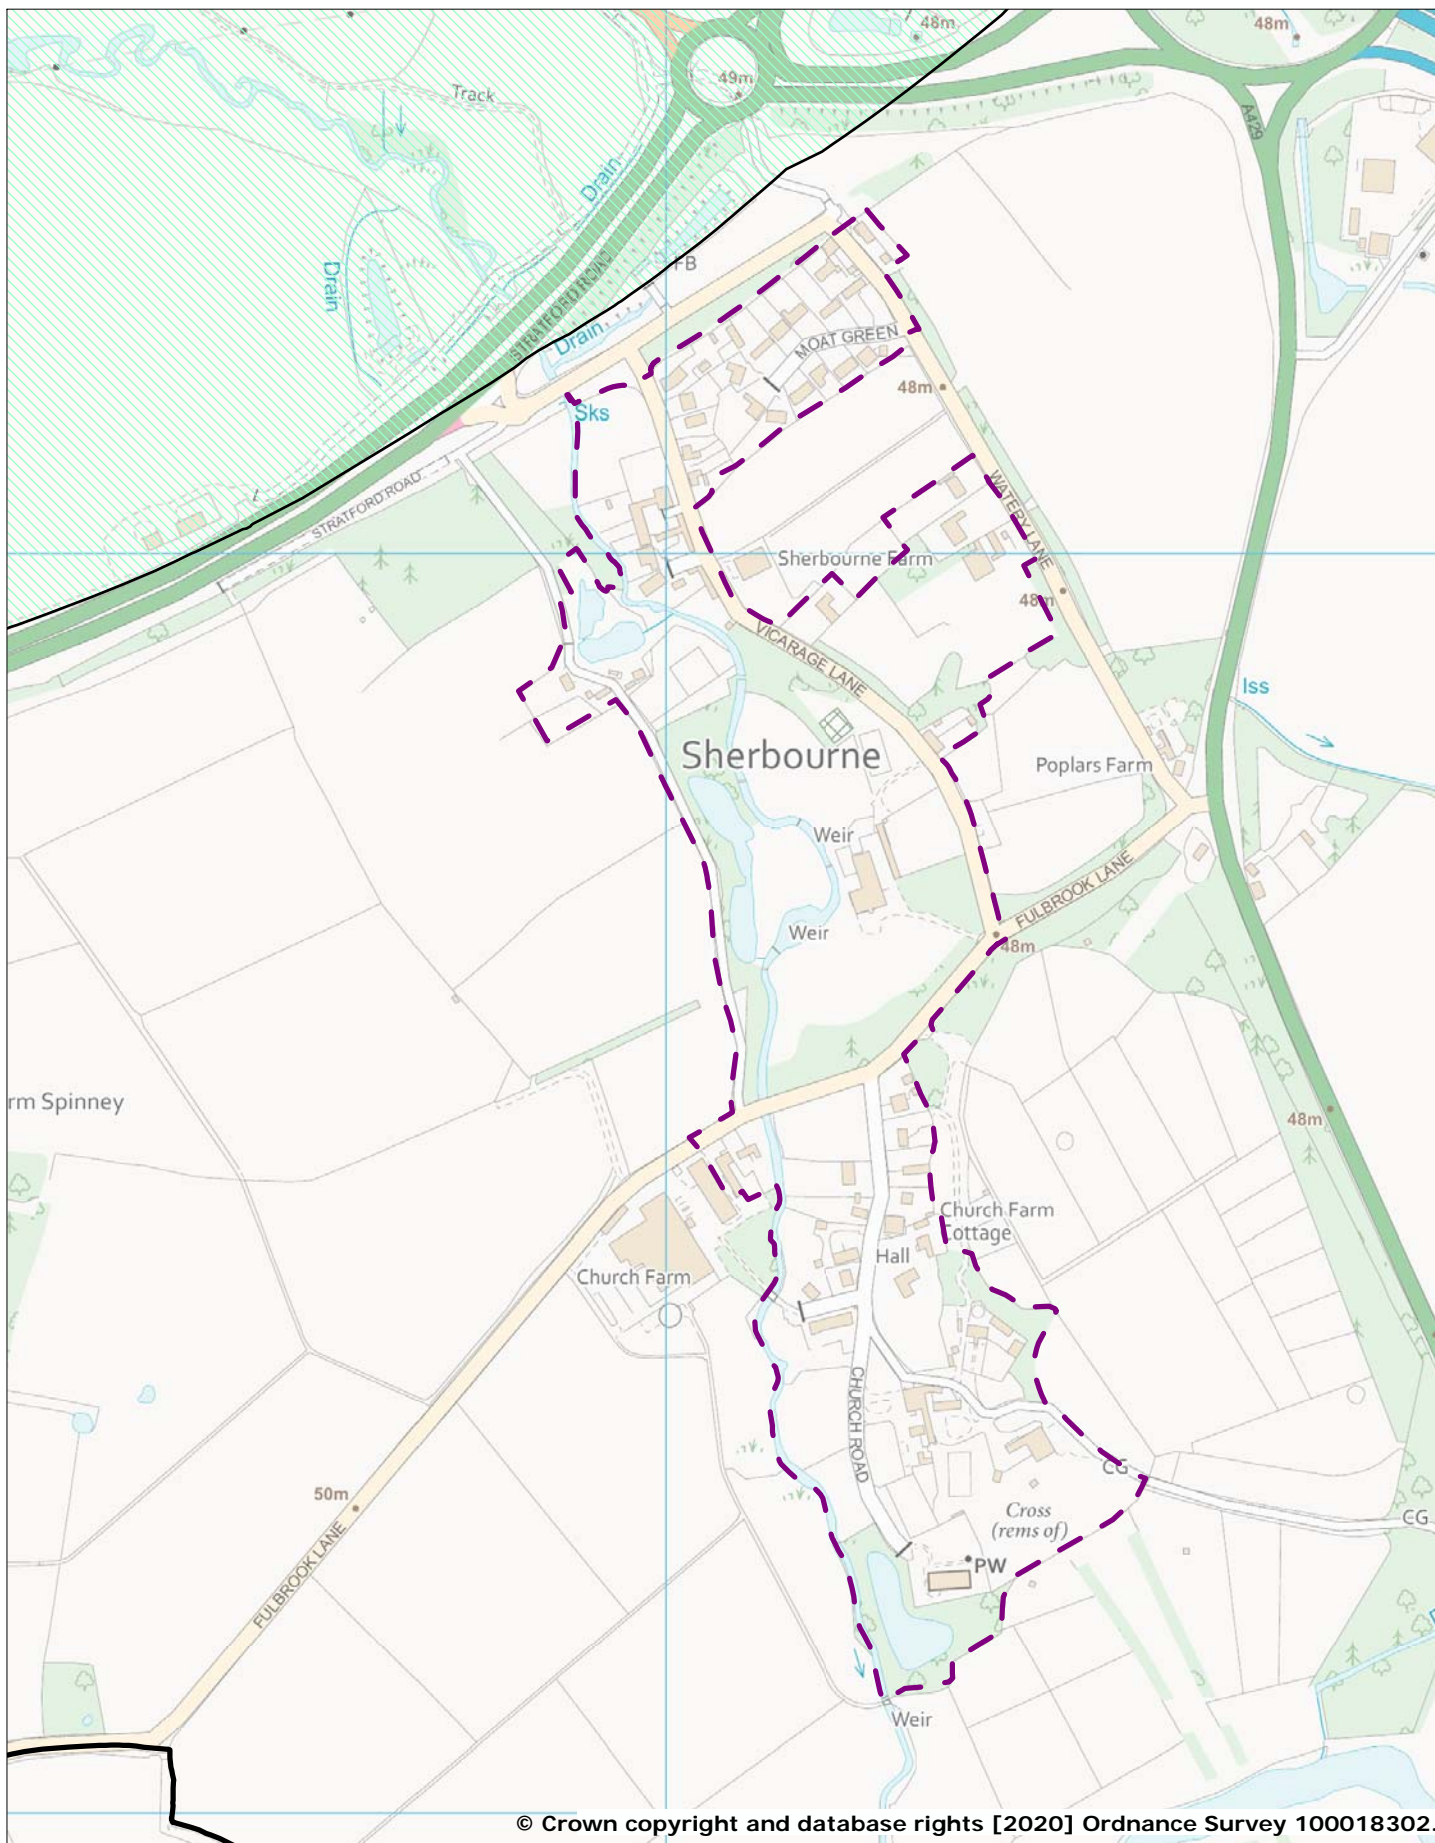 48m
48m
49m
Track
A429
Drain
Drain
FB
STRATFORD ROAD
Drain
MOAT GREEN
48m
Sks
STRATFORD ROAD
WATERY LANE
Sherbourne Farm
48m
VICARAGE LANE
Iss
Sherbourne
Poplars Farm
Weir
FULBROOK LANE
Weir
48m
rm Spinney
48m
Church Farm
Cottage
Hall
Church Farm
CHURCH ROAD
CG
50m
Cross
(rems of)
CG
FULBROOK LANE
PW
Weir
© Crown copyright and database rights [2020] Ordnance Survey 100018302.